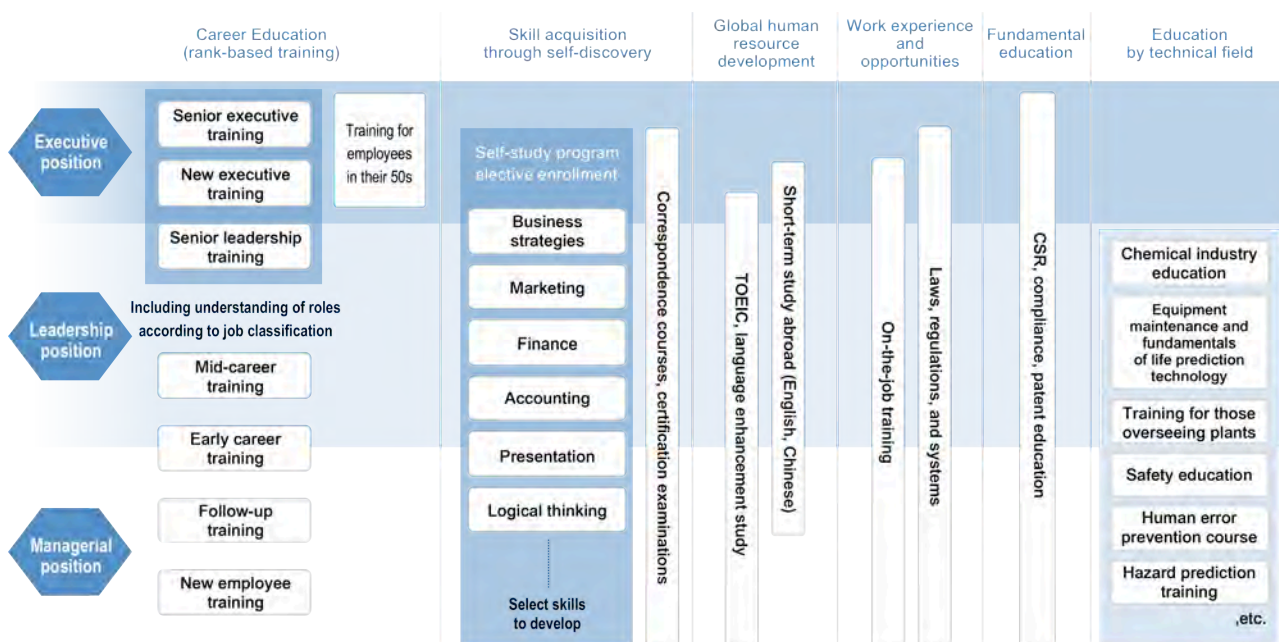 Career Education
(rank-based training)
Skill acquisition
through self-discovery
Global human
resource
development
Work experience
and
opportunities
Fundamental
education
Education
by technical field
Executive
position
Leadership
position
Managerial
position
Senior executive
training
New executive
training
Senior leadership
training
Training for
employees
in their 50s
Including understanding of roles
according to job classification
Mid-career
training
Early career
training
Follow-up
training
New employee
training
Self-study program
elective enrollment
Business
strategies
Marketing
Finance
Accounting
Presentation
Logical thinking
Select skills
to develop
Correspondence courses, certification examinations
TOEIC, language enhancement study
Short-term study abroad (English, Chinese)
On-the-job training
Laws, regulations, and systems
CSR, compliance, patent education
Chemical industry
education
Equipment
maintenance and
fundamentals
of life prediction
technology
Training for those
overseeing plants
Safety education
Human error
prevention course
Hazard prediction
training
,etc.